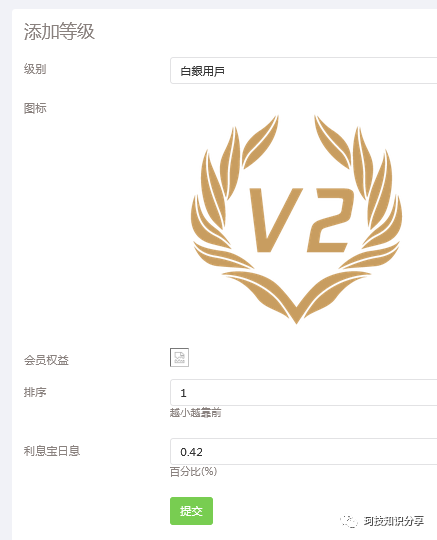 添加等级
级别
白銀用戶
图标
V2
会员权益
排序
1
越小越靠前
利息宝日息
0.42
百分比(%)
提交
珂技知识分享